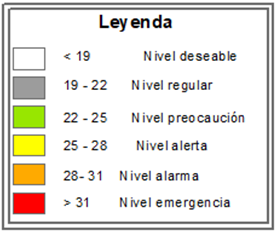 Leyenda
< 19 Nivel deseable
19 - 22 Nivel regular
22 - 25 Nivel preocaución
25 - 28 Nivel alerta
28- 31 Nivel alarma
> 31 Nivel emergencia